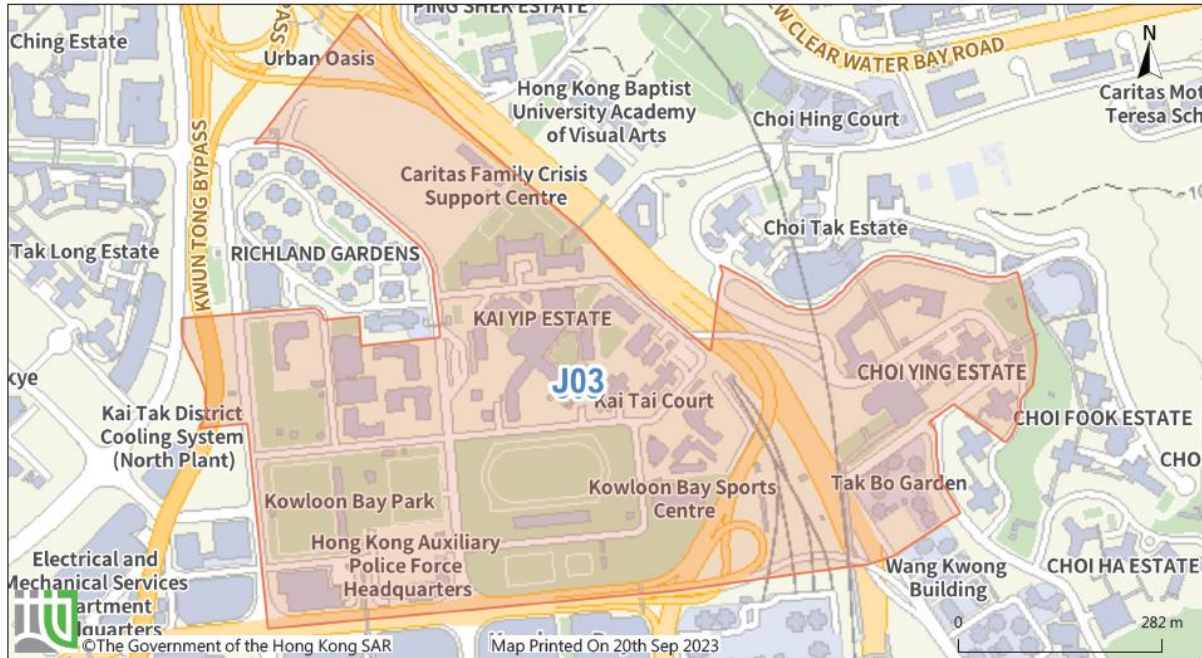 PING SHEK ESTATE
Ching Estate
PASS
Urban Oasis
NEW CLEAR WATER BAY ROAD
N
Hong Kong Baptist
University Academy
of Visual Arts
Choi Hing Court
Caritas Mot
Teresa Sch
KWUN TONG BYPASS
Caritas Family Crisis
Support Centre
Tak Long Estate
RICHLAND GARDENS
Choi Tak Estate
KAI YIP ESTATE
J03
Kai Tai Court
CHOI YING ESTATE
kye
Kai Tak District
Cooling System
(North Plant)
CHOI FOOK ESTATE
CHO
Kowloon Bay Park
Kowloon Bay Sports
Centre
Tak Bo Garden
Hong Kong Auxiliary
Police Force
Headquarters
Electrical and
Mechanical Services
partment
dquarters
Wang Kwong
Building
CHOI HA ESTATE
0
282 m
©The Government of the Hong Kong SAR
Map Printed On 20th Sep 2023